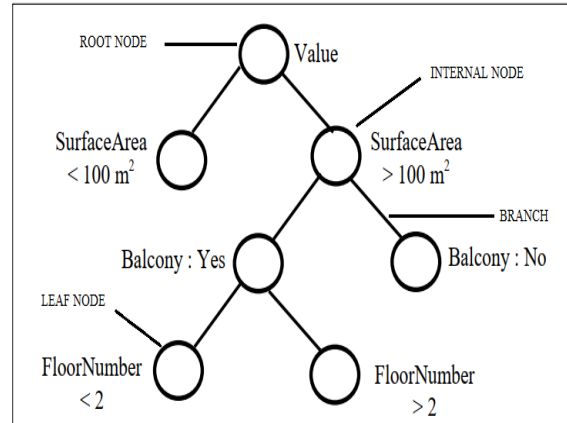 ROOT NODE
Value
INTERNAL NODE
SurfaceArea
< 100 m²
SurfaceArea
> 100 m²
BRANCH
Balcony : Yes
Balcony : No
LEAF NODE
FloorNumber
< 2
FloorNumber
> 2